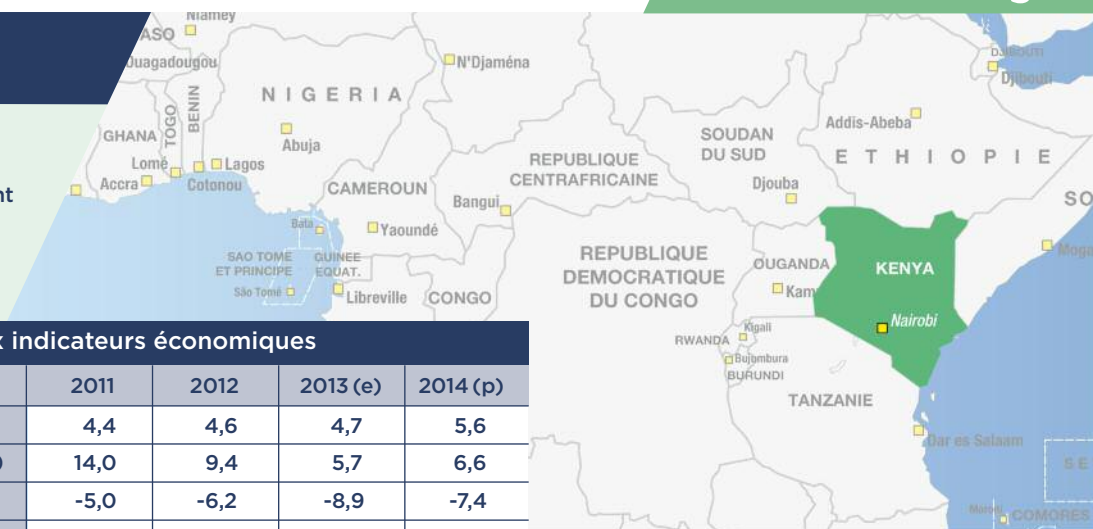 Niamey
ASO
Ouagadougou
N'Djaména
DJIBOUTI
Djibouti
NIGERIA
BENIN
TOGO
GHANA
Abuja
SOUDAN
DU SUD
Addis-Abeba
ETHIOPIE
Lomé
Lagos
Accra
Cotonou
REPUBLIQUE
CENTRAFRICAINE
CAMEROUN
Bangui
Djouba
nt
SO
Bata
Yaoundé
SAO TOME
ET PRINCIPE
GUINEE
EQUAT.
São Tomé
Libreville
CONGO
REPUBLIQUE
DEMOCRATIQUE
DU CONGO
OUGANDA
Kam
KENYA
Nairobi
Moga
RWANDA
Kigali
Bujumbura
BURUNDI
TANZANIE
Dar es Salaam
SE
Moroni
COMORES
x indicateurs économiques
2011 2012 2013 (e) 2014 (p)
4,4 4,6 4,7 5,6
) 14,0 9,4 5,7 6,6
-5,0 -6,2 -8,9 -7,4